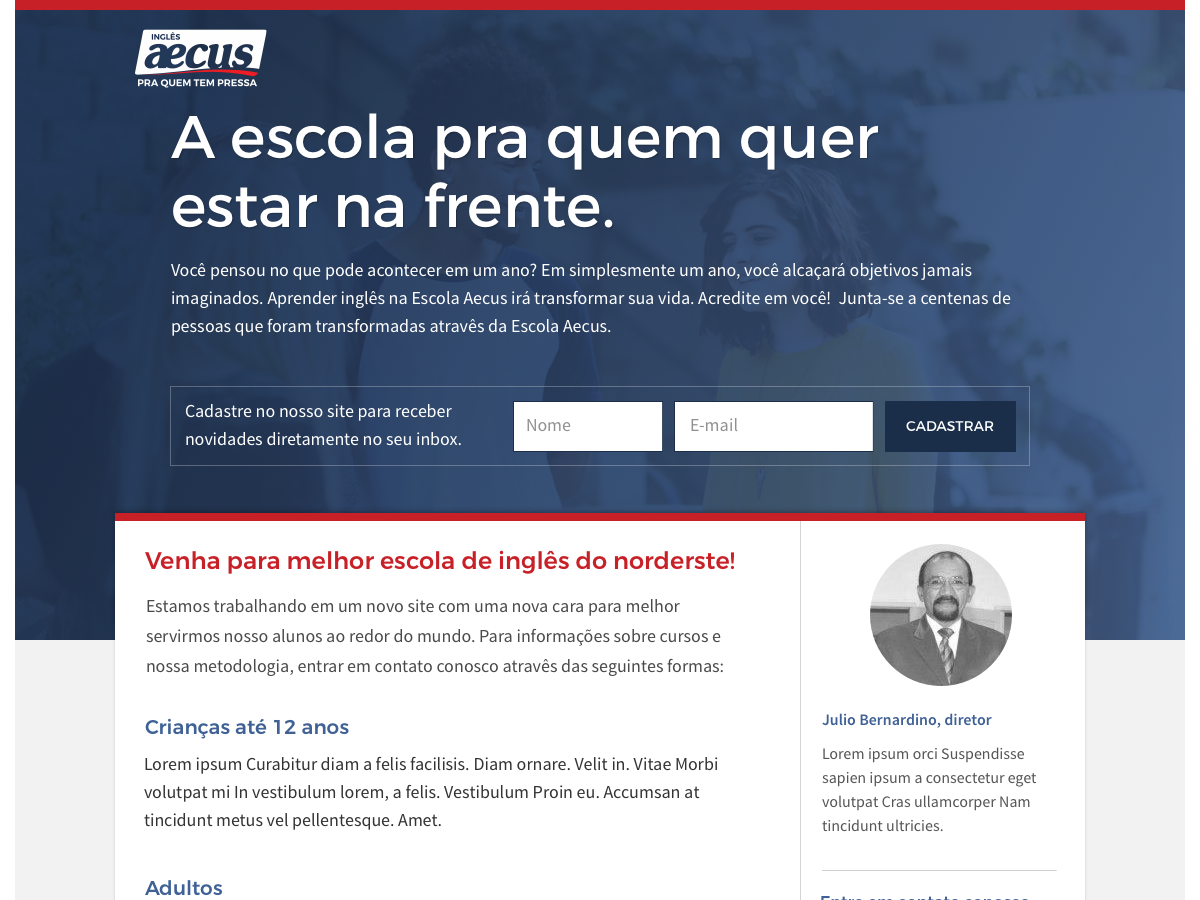 INGLÊS
aecus
PRA QUEM TEM PRESSA
A escola pra quem quer
estar na frente.
Você pensou no que pode acontecer em um ano? Em simplesmente um ano, você alcaçará objetivos jamais
imaginados. Aprender inglês na Escola Aecus irá transformar sua vida. Acredite em você! Junta-se a centenas de
pessoas que foram transformadas atravês da Escola Aecus.
Cadastre no nosso site para receber
novidades diretamente no seu inbox.
Nome
E-mail
CADASTRAR
Venha para melhor escola de inglês do norderste!
Estamos trabalhando em um novo site com uma nova cara para melhor
servirmos nosso alunos ao redor do mundo. Para informações sobre cursos e
nossa metodologia, entrar em contato conosco atravês das seguintes formas:
Crianças até 12 anos
Lorem ipsum Curabitur diam a felis facilisis. Diam ornare. Velit in. Vitae Morbi
volutpat mi In vestibulum lorem, a felis. Vestibulum Proin eu. Accumsan at
tincidunt metus vel pellentesque. Amet.
Adultos
Julio Bernardino, diretor
Lorem ipsum orci Suspendisse
sapien ipsum a consectetur eget
volutpat Cras ullamcorper Nam
tincidunt ultricies.
Entre em contato conosco